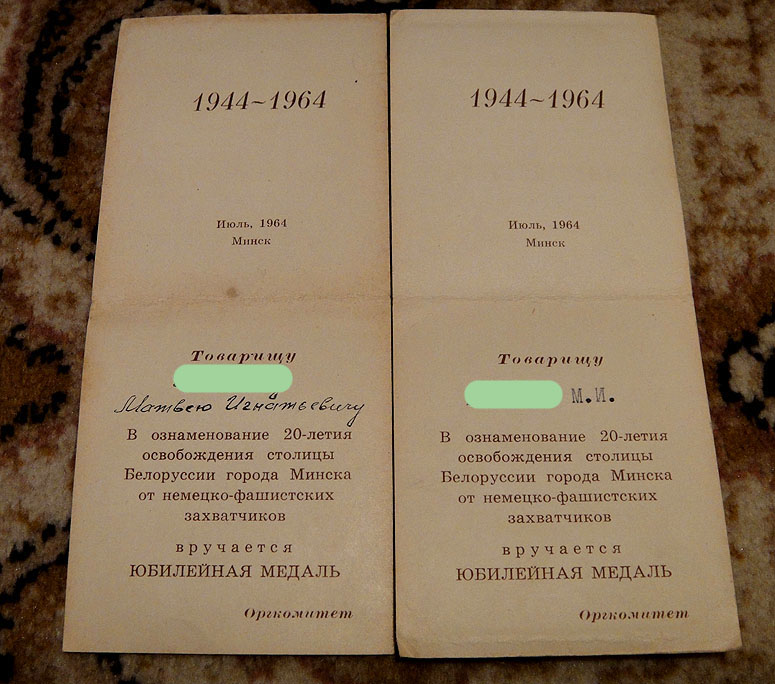 1944~1964
Июль, 1964
Минск
Товарищу
Матвею Игнатьевичу
В ознаменование 20-летия
освобождения столицы
Белоруссии города Минска
от немецко-фашистских
захватчиков
вручается
ЮБИЛЕЙНАЯ МЕДАЛЬ
Оргкомитет
1944~1964
Июль, 1964
Минск
Товарищу
М.И.
В ознаменование 20-летия
освобождения столицы
Белоруссии города Минска
от немецко-фашистских
захватчиков
вручается
ЮБИЛЕЙНАЯ МЕДАЛЬ
Оргкомитет